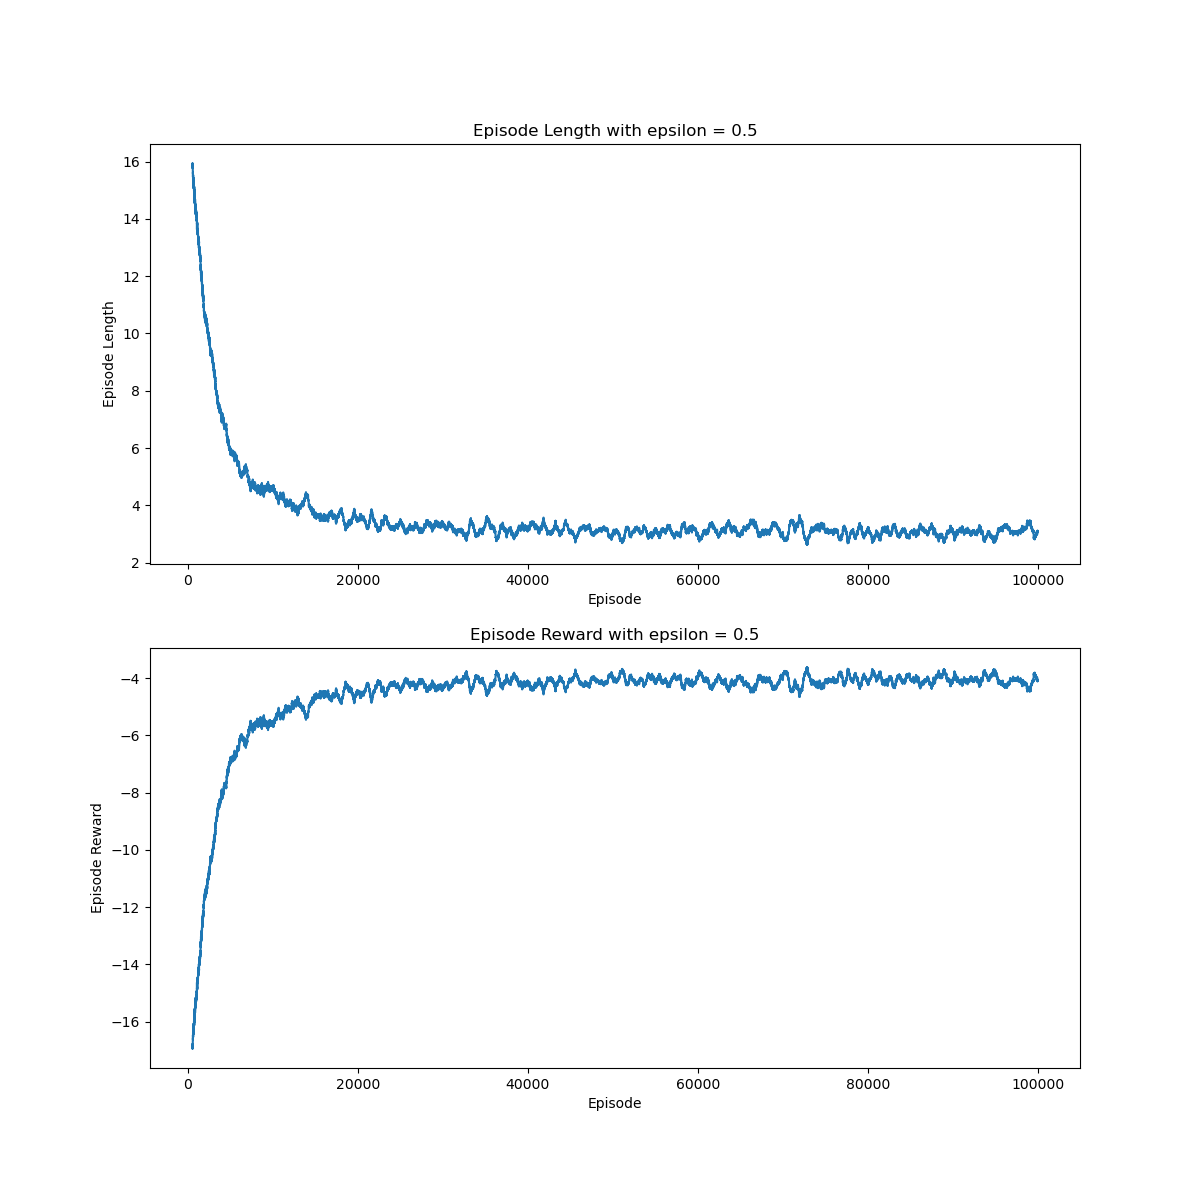 Episode Length with epsilon = 0.5
16
14
12
10
8
6
4
2
Episode Length
0 20000 40000 60000 80000 100000
Episode
Episode Reward with epsilon = 0.5
−4
−6
−8
−10
−12
−14
−16
Episode Reward
0 20000 40000 60000 80000 100000
Episode